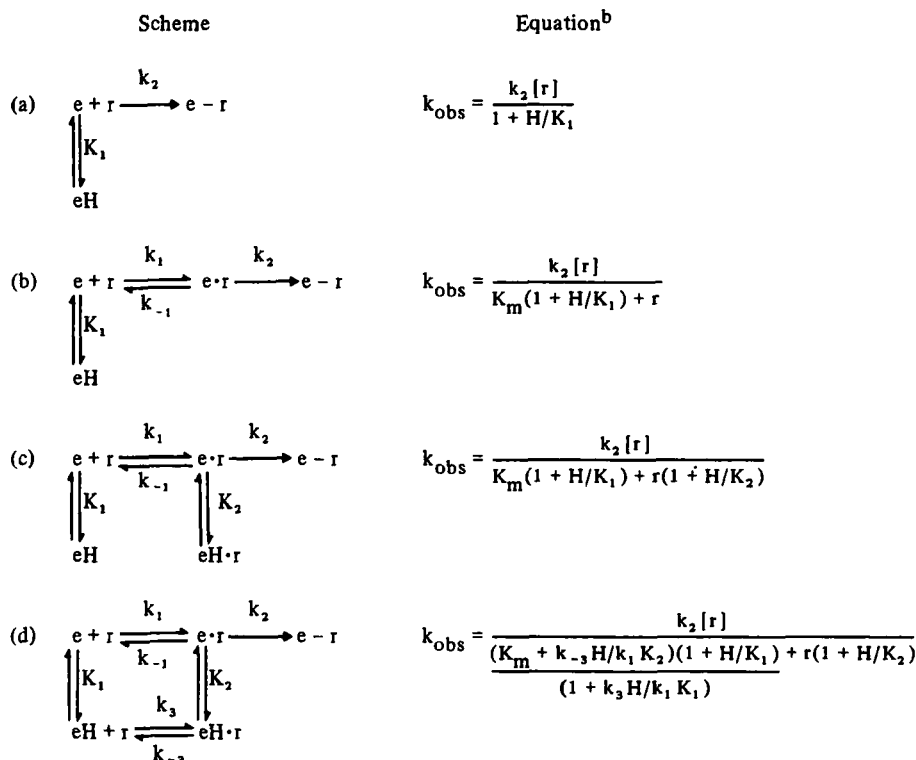 Scheme Equationᵇ
(a) e + r k₂ e – r k_obs = k₂[r] / 1 + H/K₁
K₁
eH
(b) e + r k₁ k₋₁ e·r k₂ e – r k_obs = k₂[r] / K_m(1 + H/K₁) + r
K₁
eH
(c) e + r k₁ k₋₁ e·r k₂ e – r k_obs = k₂[r] / K_m(1 + H/K₁) + r(1 + H/K₂)
K₁ K₂
eH eH·r
(d) e + r k₁ k₋₁ e·r k₂ e – r k_obs = k₂[r] / (K_m + k₋₃H/k₁K₂)(1 + H/K₁) / (1 + k₃H/k₁K₁) + r(1 + H/K₂)
K₁ K₂
eH + r k₃ k₋₃ eH·r